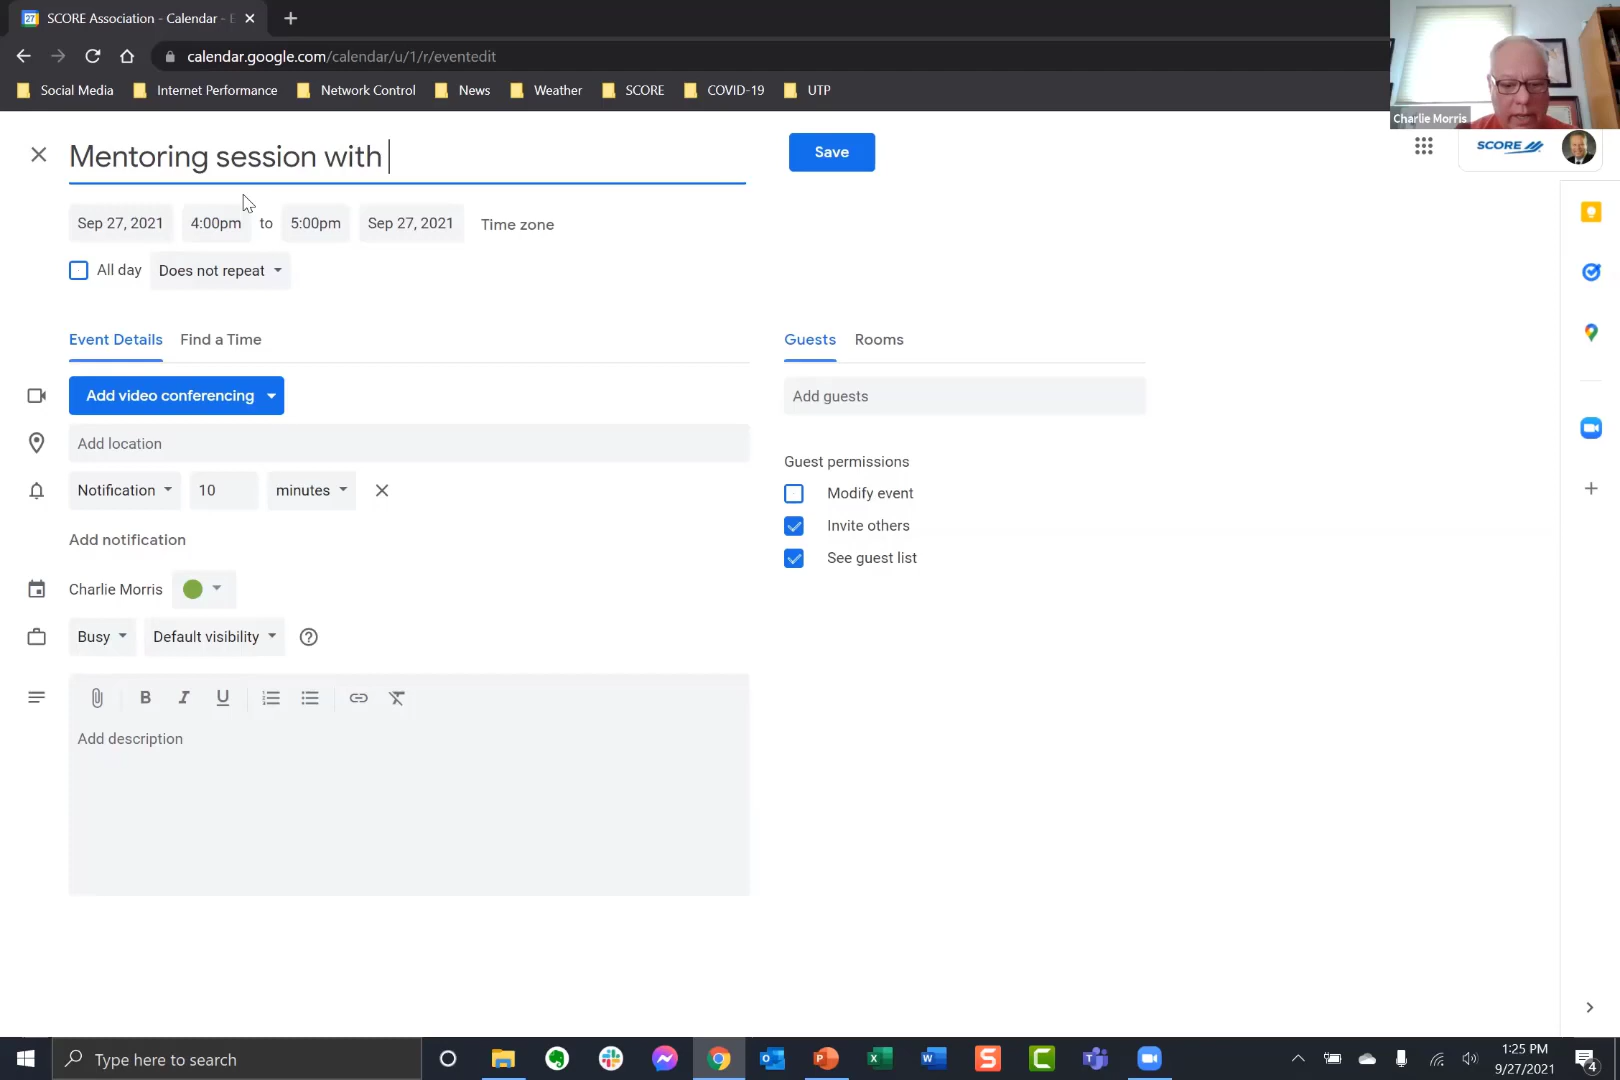 SCORE Association - Calendar - E
calendar.google.com/calendar/u/1/r/eventedit
Social Media Internet Performance Network Control News Weather SCORE COVID-19 UTP
Charlie Morris
Mentoring session with
Save
SCORE
Sep 27, 2021 4:00pm to 5:00pm Sep 27, 2021 Time zone
All day Does not repeat
Event Details Find a Time
Guests Rooms
Add video conferencing
Add guests
Add location
Guest permissions
Notification 10 minutes
Modify event
Invite others
Add notification
See guest list
Charlie Morris
Busy Default visibility
B I U
Add description
Type here to search
1:25 PM
9/27/2021
4